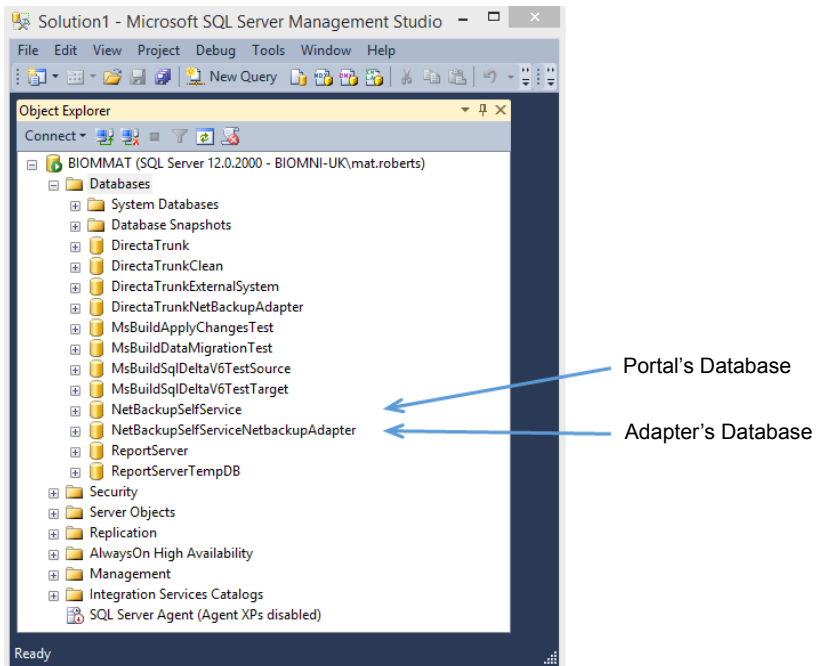 Solution1 - Microsoft SQL Server Management Studio
File Edit View Project Debug Tools Window Help
New Query
Object Explorer
Connect
BIOMMAT (SQL Server 12.0.2000 - BIOMNI-UK\mat.roberts)
Databases
System Databases
Database Snapshots
DirectaTrunk
DirectaTrunkClean
DirectaTrunkExternalSystem
DirectaTrunkNetBackupAdapter
MsBuildApplyChangesTest
MsBuildDataMigrationTest
MsBuildSqlDeltaV6TestSource
MsBuildSqlDeltaV6TestTarget
Portal's Database
NetBackupSelfService
NetBackupSelfServiceNetbackupAdapter
Adapter's Database
ReportServer
ReportServerTempDB
Security
Server Objects
Replication
AlwaysOn High Availability
Management
Integration Services Catalogs
SQL Server Agent (Agent XPs disabled)
Ready